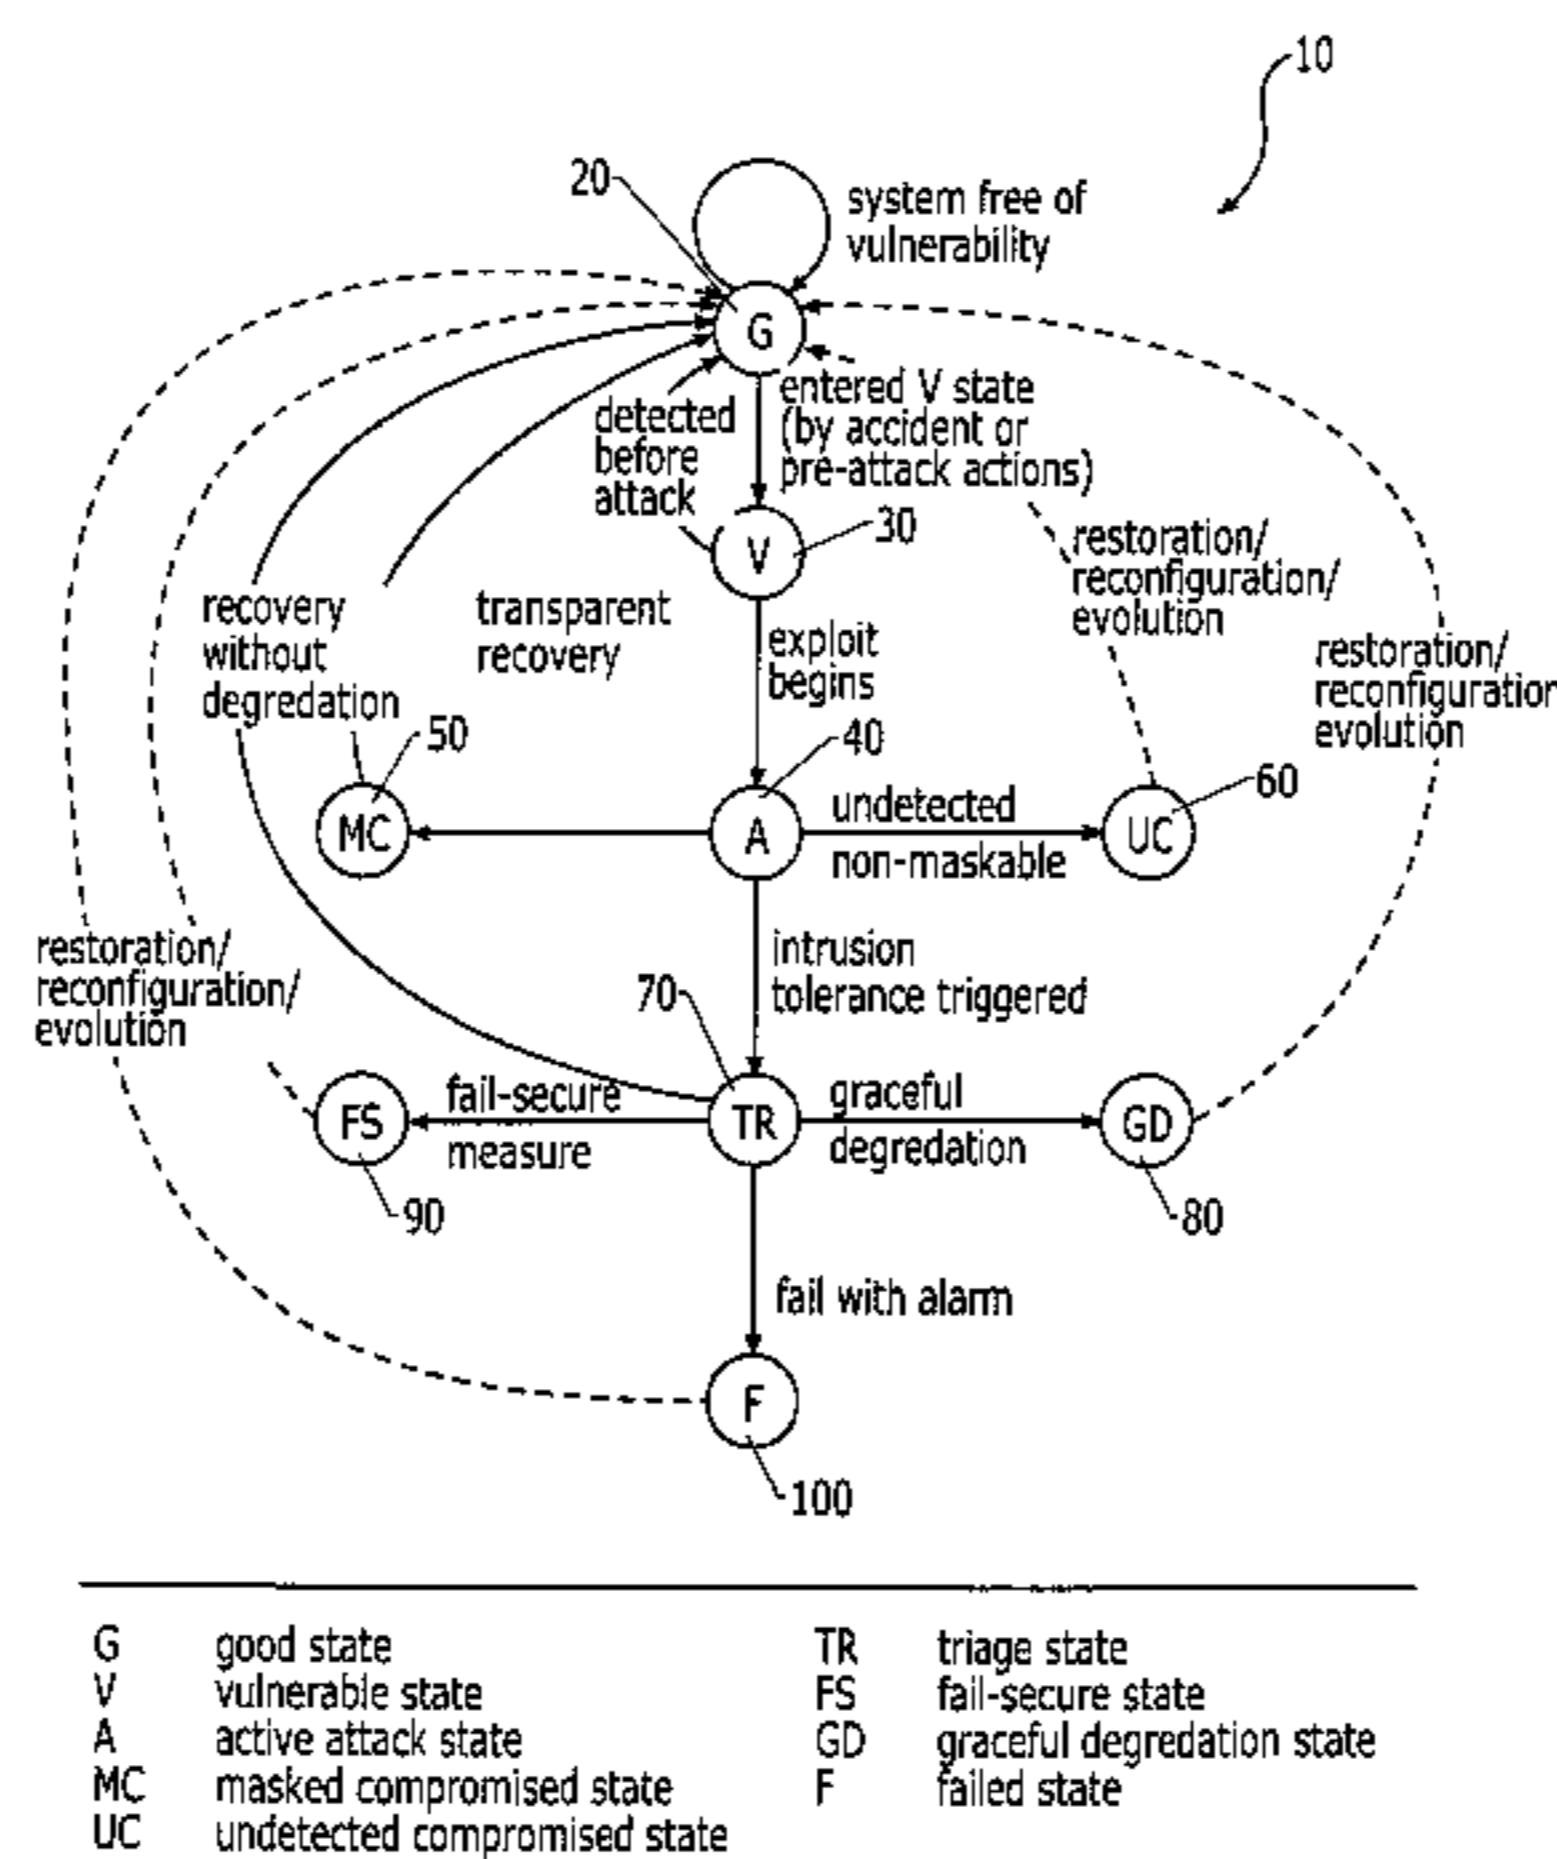 10
20
system free of
vulnerability
G
entered V state
(by accident or
pre-attack actions)
detected
before
attack
V
30
restoration/
reconfiguration/
evolution
recovery
without
degredation
transparent
recovery
exploit
begins
restoration/
reconfiguration
evolution
50
40
60
MC
A
undetected
non-maskable
UC
restoration/
reconfiguration/
evolution
intrusion
tolerance triggered
70
FS
fail-secure
measure
TR
graceful
degredation
GD
90
80
fail with alarm
F
100
G good state
V vulnerable state
A active attack state
MC masked compromised state
UC undetected compromised state
TR triage state
FS fail-secure state
GD graceful degredation state
F failed state